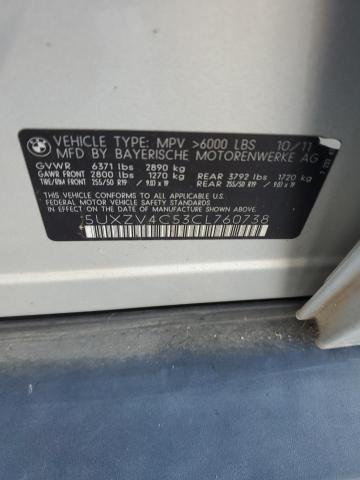 VEHICLE TYPE: MPV >6000 LBS 10/11
MFD BY BAYERISCHE MOTORENWERKE AG
GVWR 6371 lbs 2890 kg
GAWR FRONT 2800 lbs 1270 kg REAR 3792 lbs 1720 kg
TIRE/RIM FRONT 255/50 R19 /9.0J x 19 REAR 255/50 R19 /9.0J x 19
THIS VEHICLE CONFORMS TO ALL APPLICABLE U.S.
FEDERAL MOTOR VEHICLE SAFETY STANDARDS IN EFFECT
ON THE DATE OF MANUFACTURE SHOWN ABOVE.
5UXZV4C53CL760738